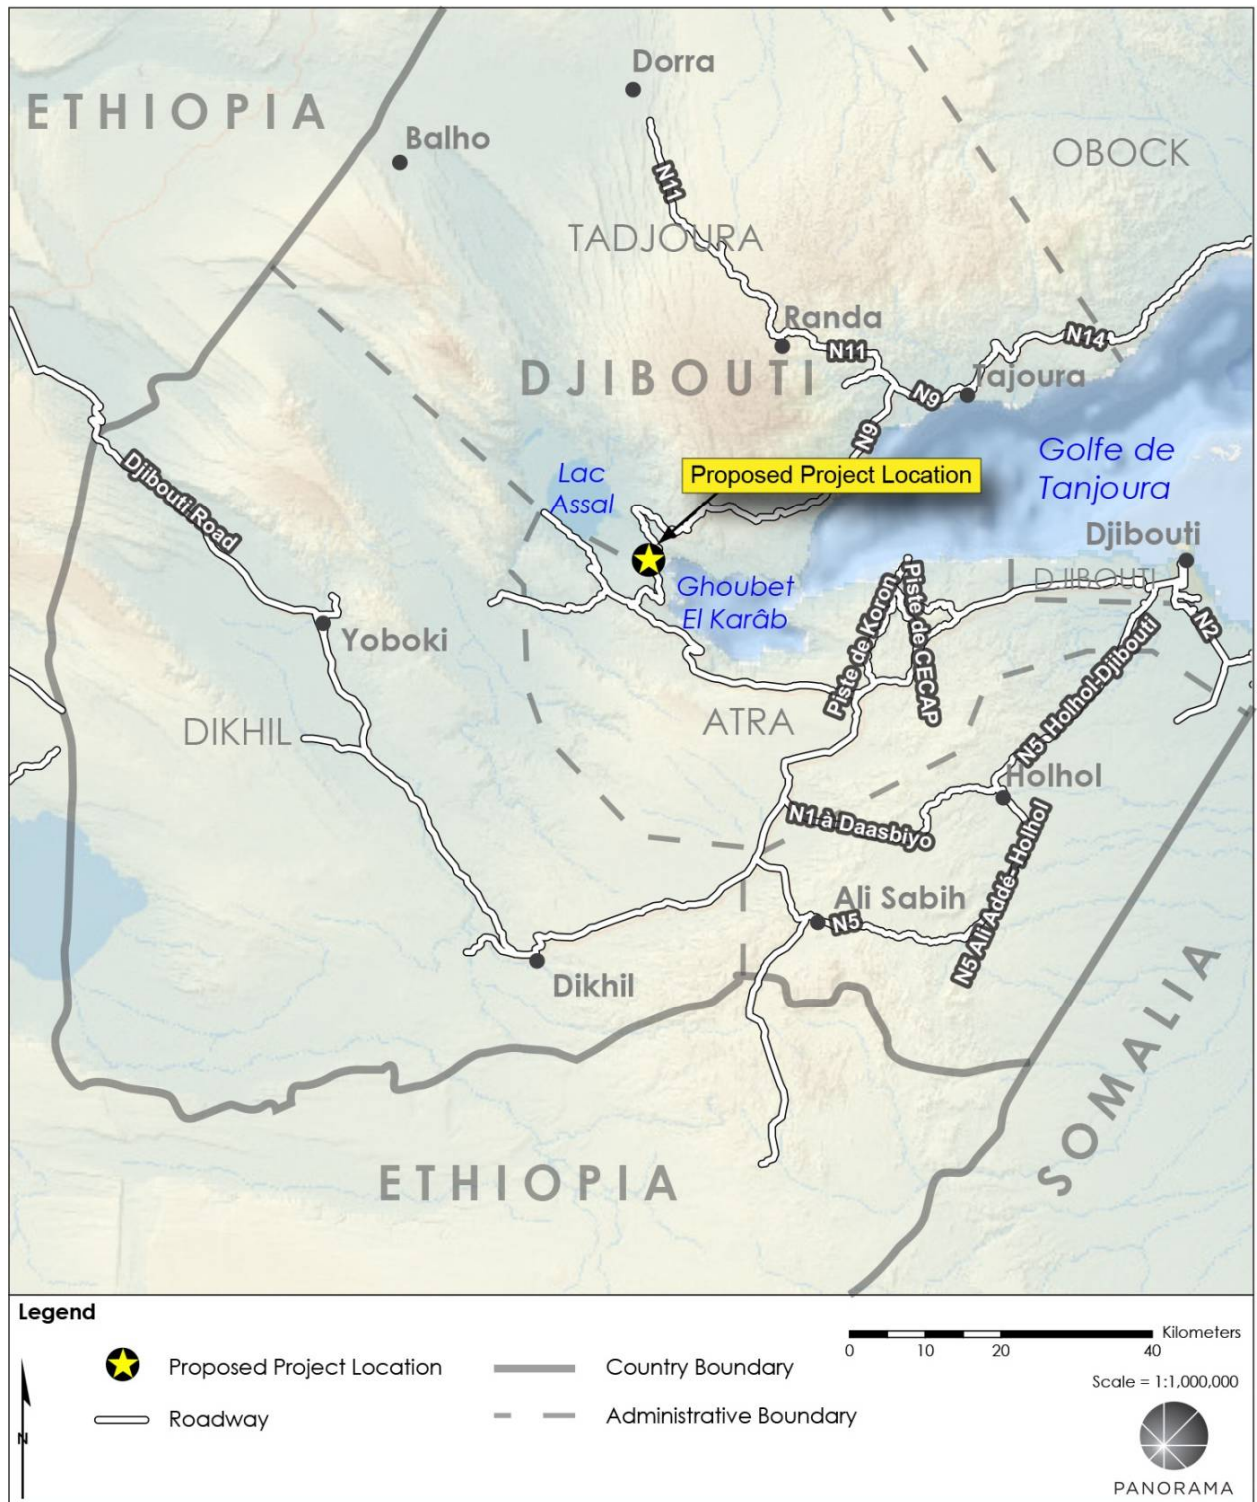 Dorra
ETHIOPIA
Balho
OBOCK
N11
TADJOURA
Randa
N11
N14
DJIBOUTI
Tajoura
N9
N9
Golfe de
Tanjoura
Djibouti Road
Lac
Assal
Proposed Project Location
Djibouti
DJIBOUTI
Ghoubet
El Karâb
Piste de Koron
Piste de CECAP
N2
Yoboki
N5-Holhol-Djibouti
DIKHIL
ATRA
Holhol
N1 à Daasbiyo
Ali Sabih
N5
N5 Ali Addé- Holhol
Dikhil
SOMALIA
ETHIOPIA
Legend
Proposed Project Location
Country Boundary
Roadway
Administrative Boundary
Kilometers
0 10 20 40
Scale = 1:1,000,000
N
PANORAMA